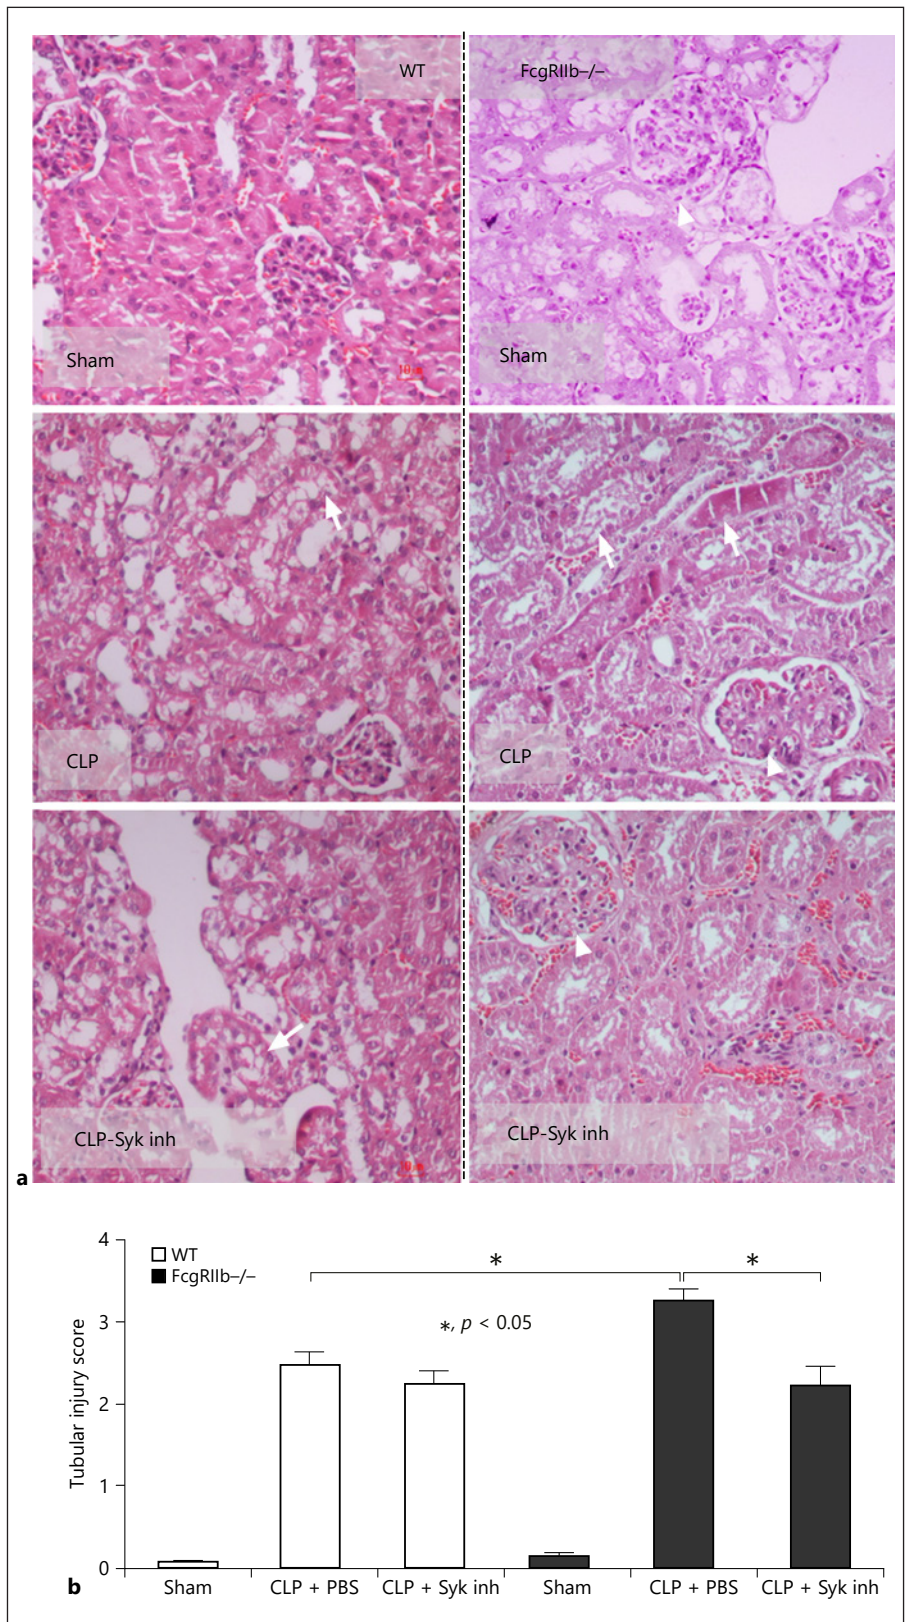 WT
FcgRIIb–/–
Sham
Sham
CLP
CLP
CLP-Syk inh
CLP-Syk inh
a
4
3
2
1
0
Tubular injury score
WT
FcgRIIb–/–
*
*
*, p < 0.05
Sham
CLP + PBS
CLP + Syk inh
Sham
CLP + PBS
CLP + Syk inh
b